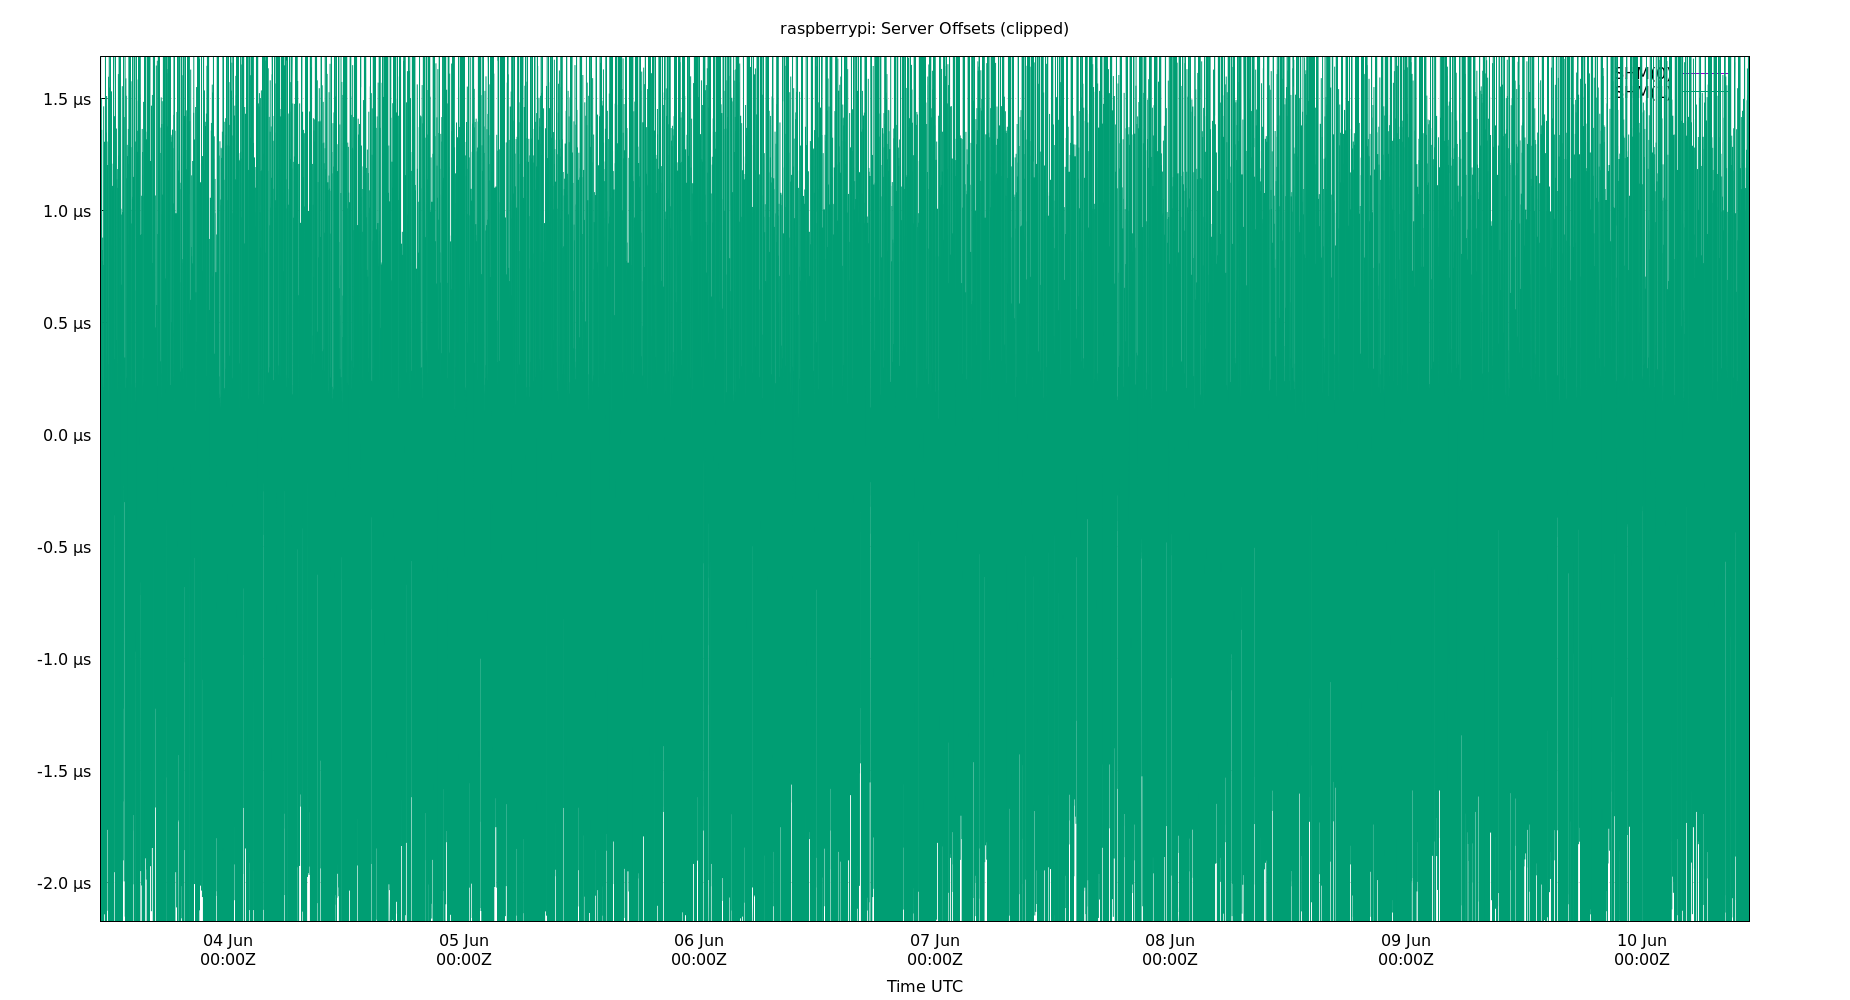 raspberrypi: Server Offsets (clipped)
SHM(0)
1.5 µs
1.0 µs
0.5 µs
0.0 µs
-0.5 µs
-1.0 µs
-1.5 µs
-2.0 µs
04 Jun 05 Jun 06 Jun 07 Jun 08 Jun 09 Jun 10 Jun
00:00Z 00:00Z 00:00Z 00:00Z 00:00Z 00:00Z 00:00Z
Time UTC